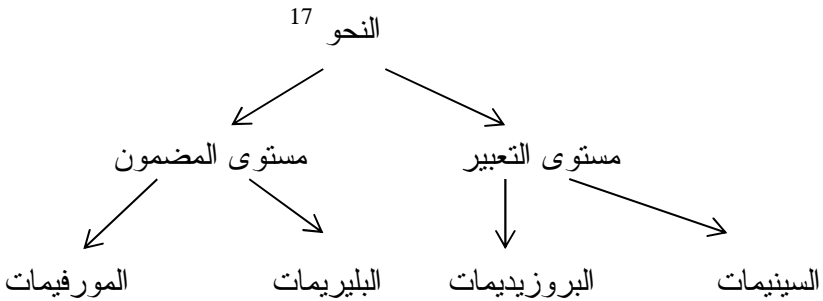 النحو 17
مستوى التعبير مستوى المضمون
السينيمات البروزيديمات البليريمات المورفيمات